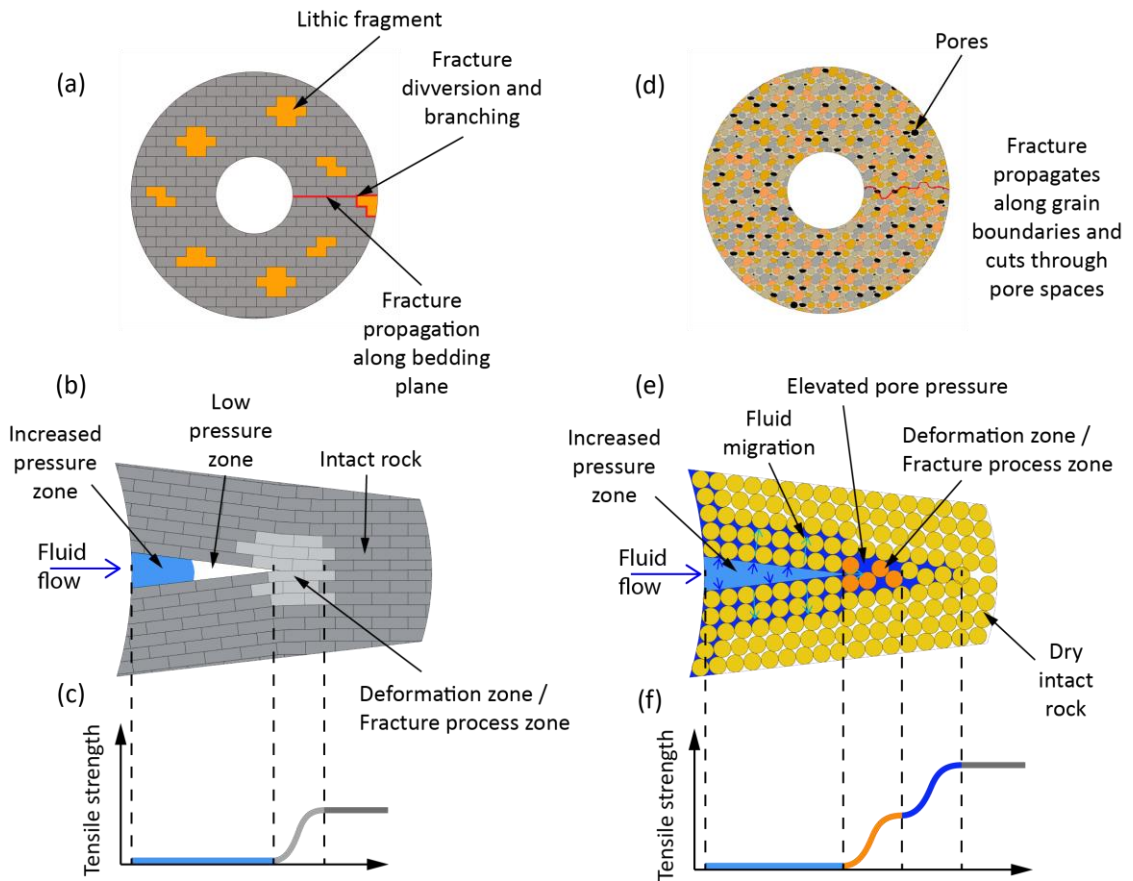 (a)
Lithic fragment
Fracture
divversion and
branching
Fracture
propagation
along bedding
plane
(d)
Pores
Fracture
propagates
along grain
boundaries and
cuts through
pore spaces
(b)
Increased
pressure
zone
Low
pressure
zone
Intact rock
Fluid
flow
Deformation zone /
Fracture process zone
(c)
Tensile strength
(e)
Increased
pressure
zone
Fluid
migration
Elevated pore pressure
Deformation zone /
Fracture process zone
Fluid
flow
Dry
intact
rock
(f)
Tensile strength